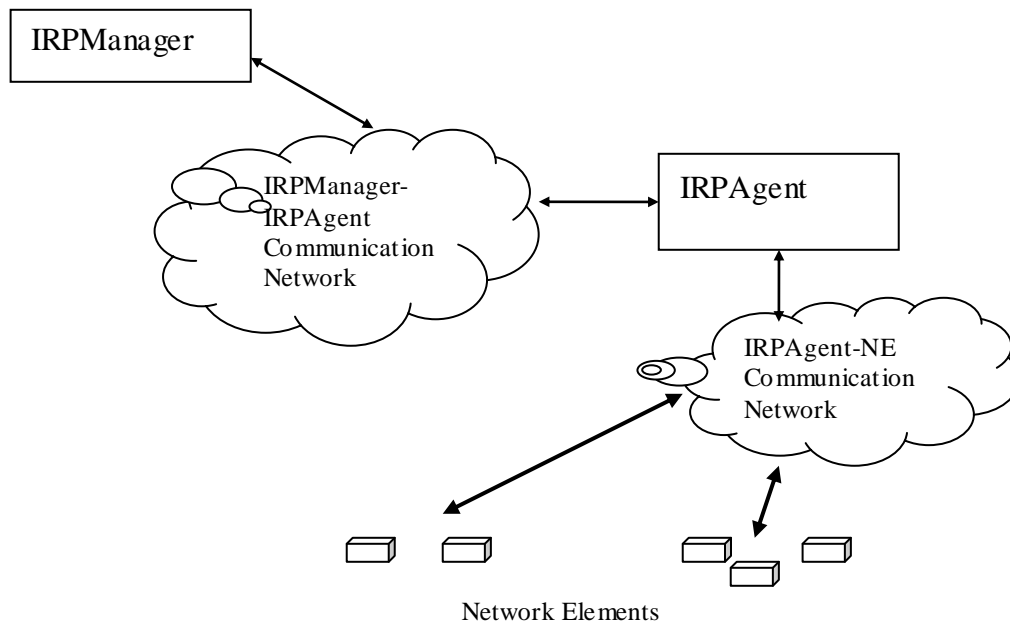 IRPManager
IRPManager-
IRPAgent
Communication
Network
IRPAgent
IRPAgent-NE
Communication
Network
Network Elements